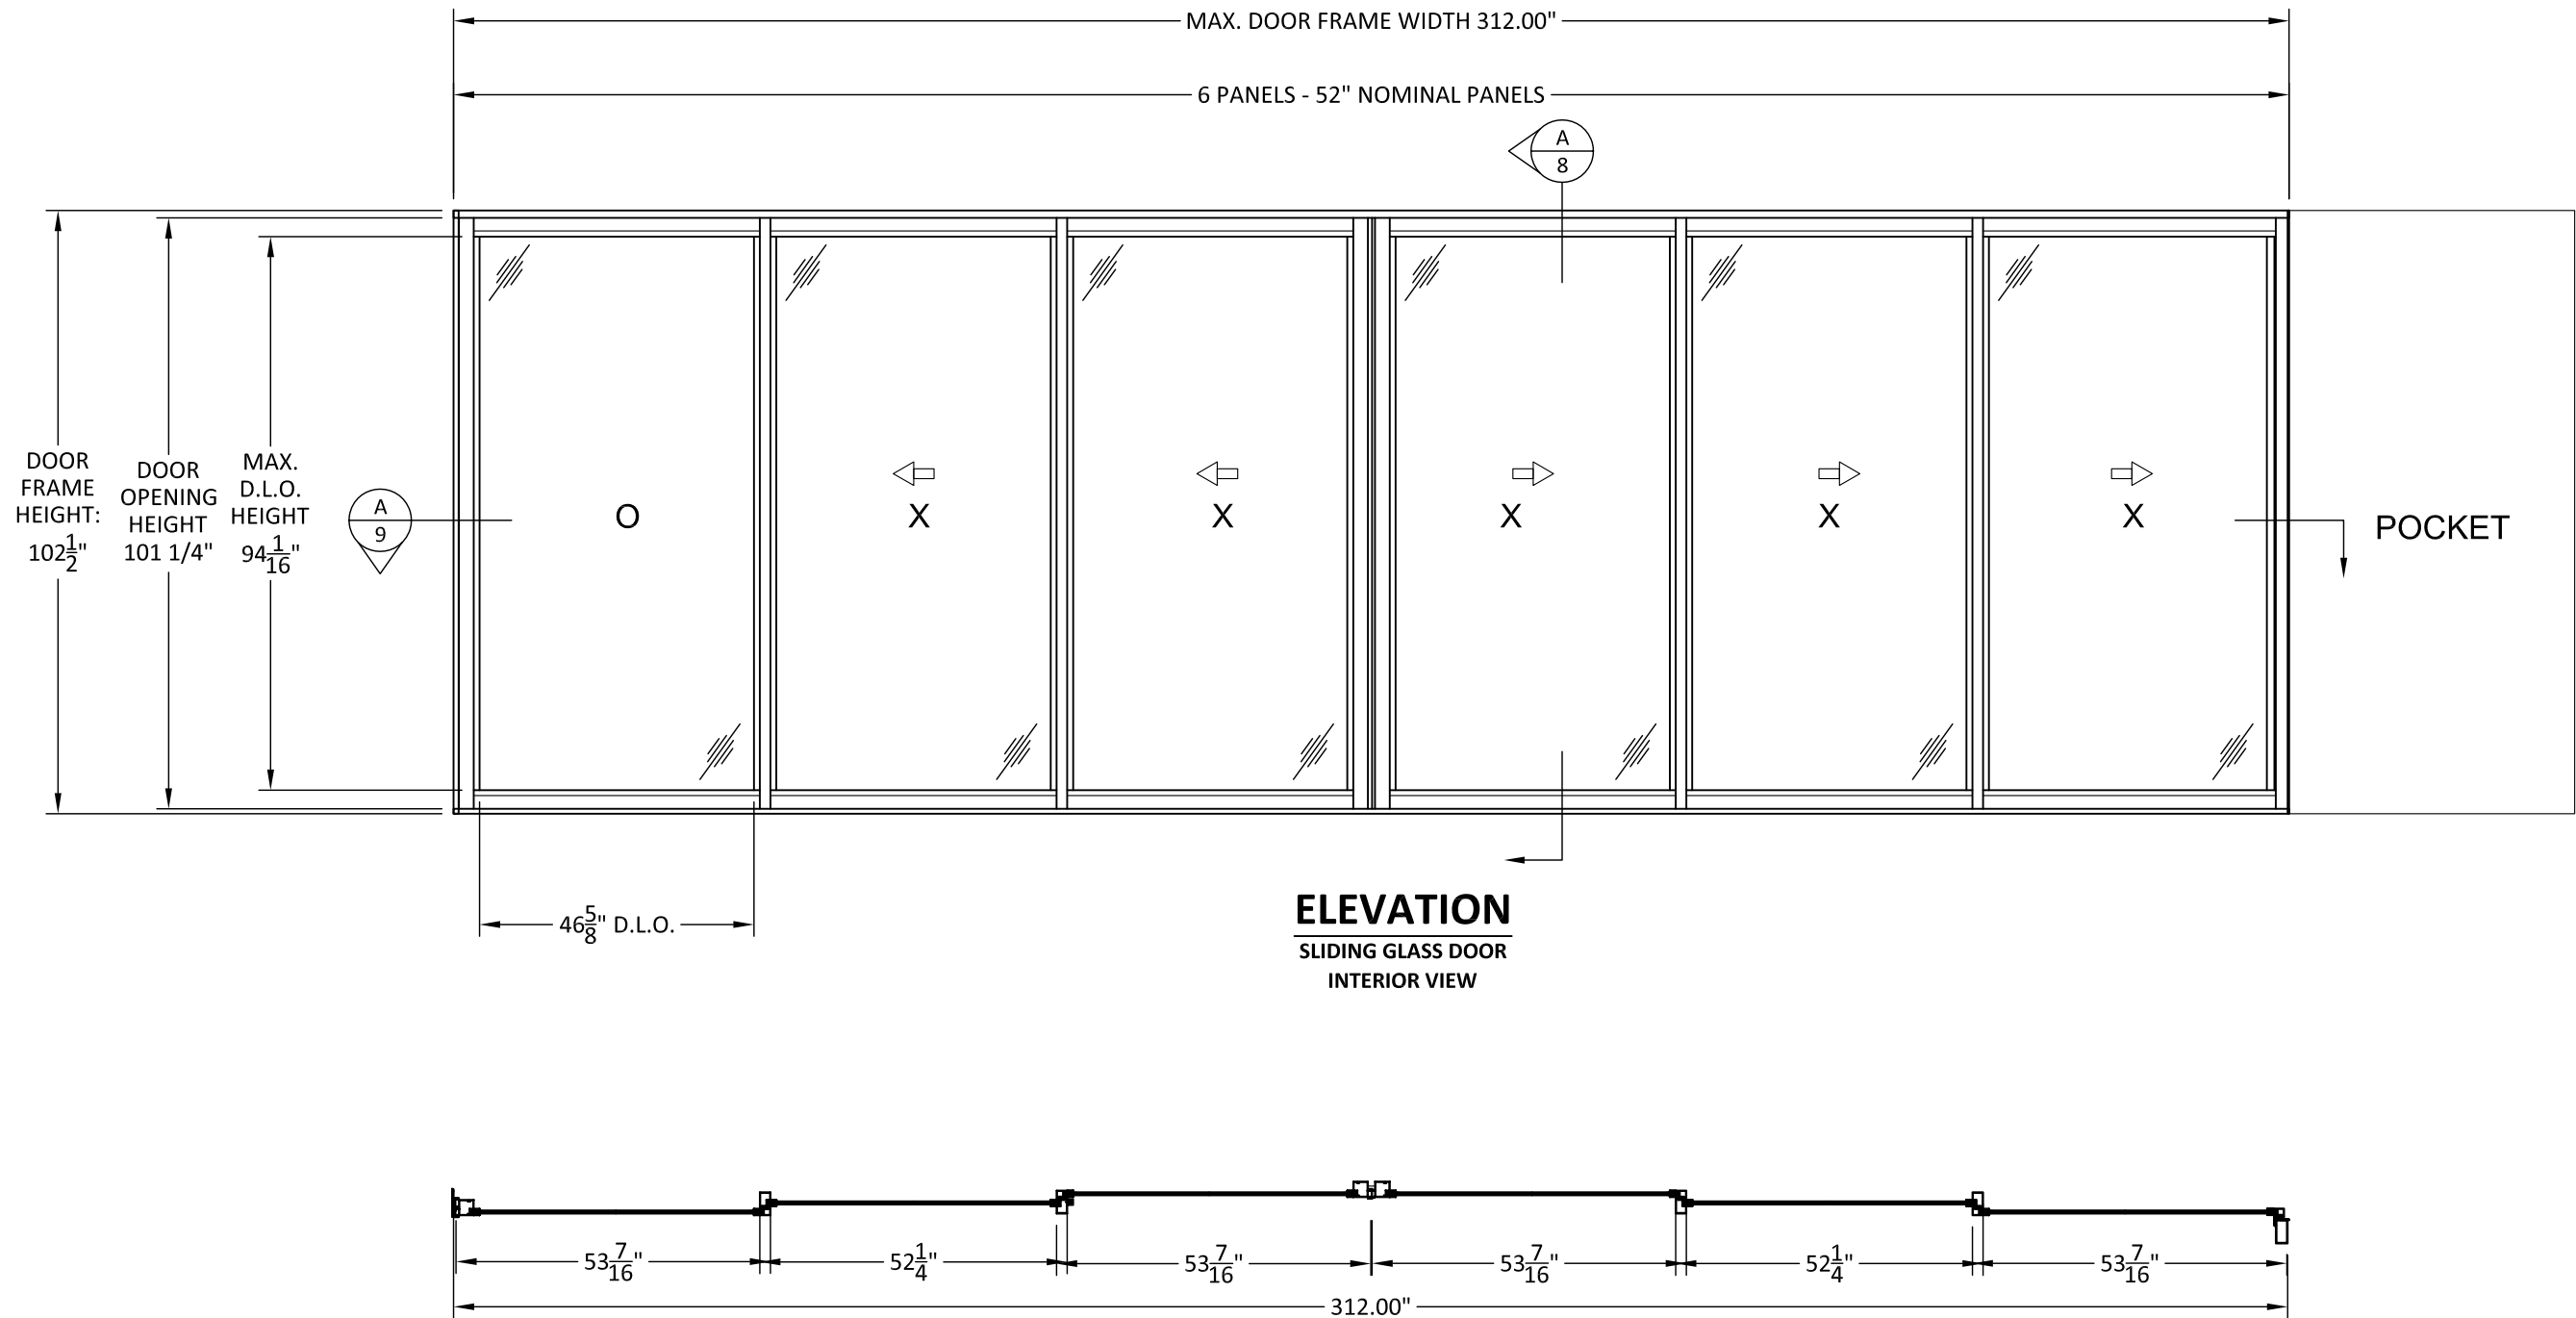 MAX. DOOR FRAME WIDTH 312.00"
6 PANELS - 52" NOMINAL PANELS
A
8
DOOR
FRAME
HEIGHT:
102 1/2"
DOOR
OPENING
HEIGHT
101 1/4"
MAX.
D.L.O.
HEIGHT
94 1/16"
A
9
O
X
X
X
X
X
POCKET
46 5/8" D.L.O.
ELEVATION
SLIDING GLASS DOOR
INTERIOR VIEW
53 7/16"
52 1/4"
53 7/16"
53 7/16"
52 1/4"
53 7/16"
312.00"